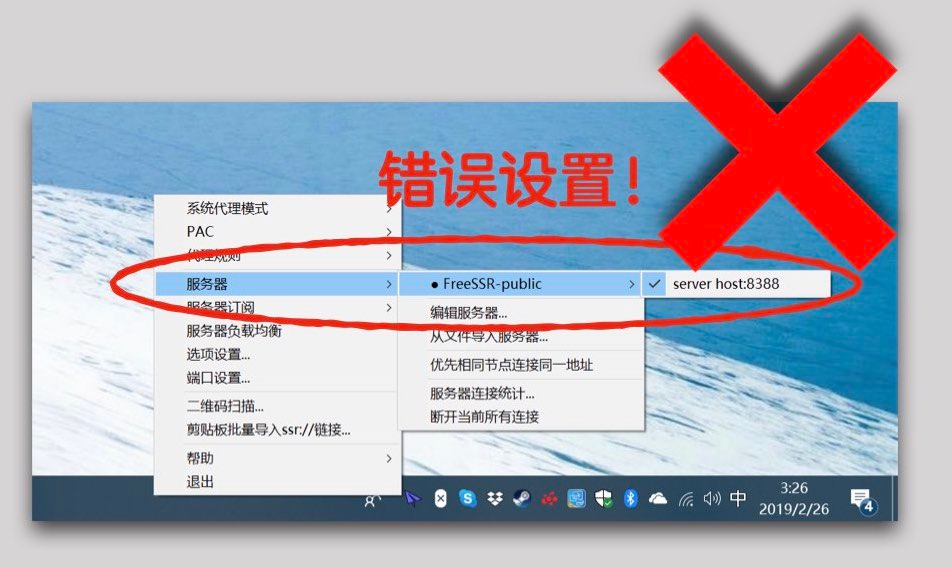 错误设置！
系统代理模式
PAC
代理规则
服务器
服务器订阅
服务器负载均衡
选项设置...
端口设置...
二维码扫描...
剪贴板批量导入ssr://链接...
帮助
退出
● FreeSSR-public
编辑服务器...
从文件导入服务器...
优先相同节点连接同一地址
服务器连接统计...
断开当前所有连接
server host:8388
中
3:26
2019/2/26
4